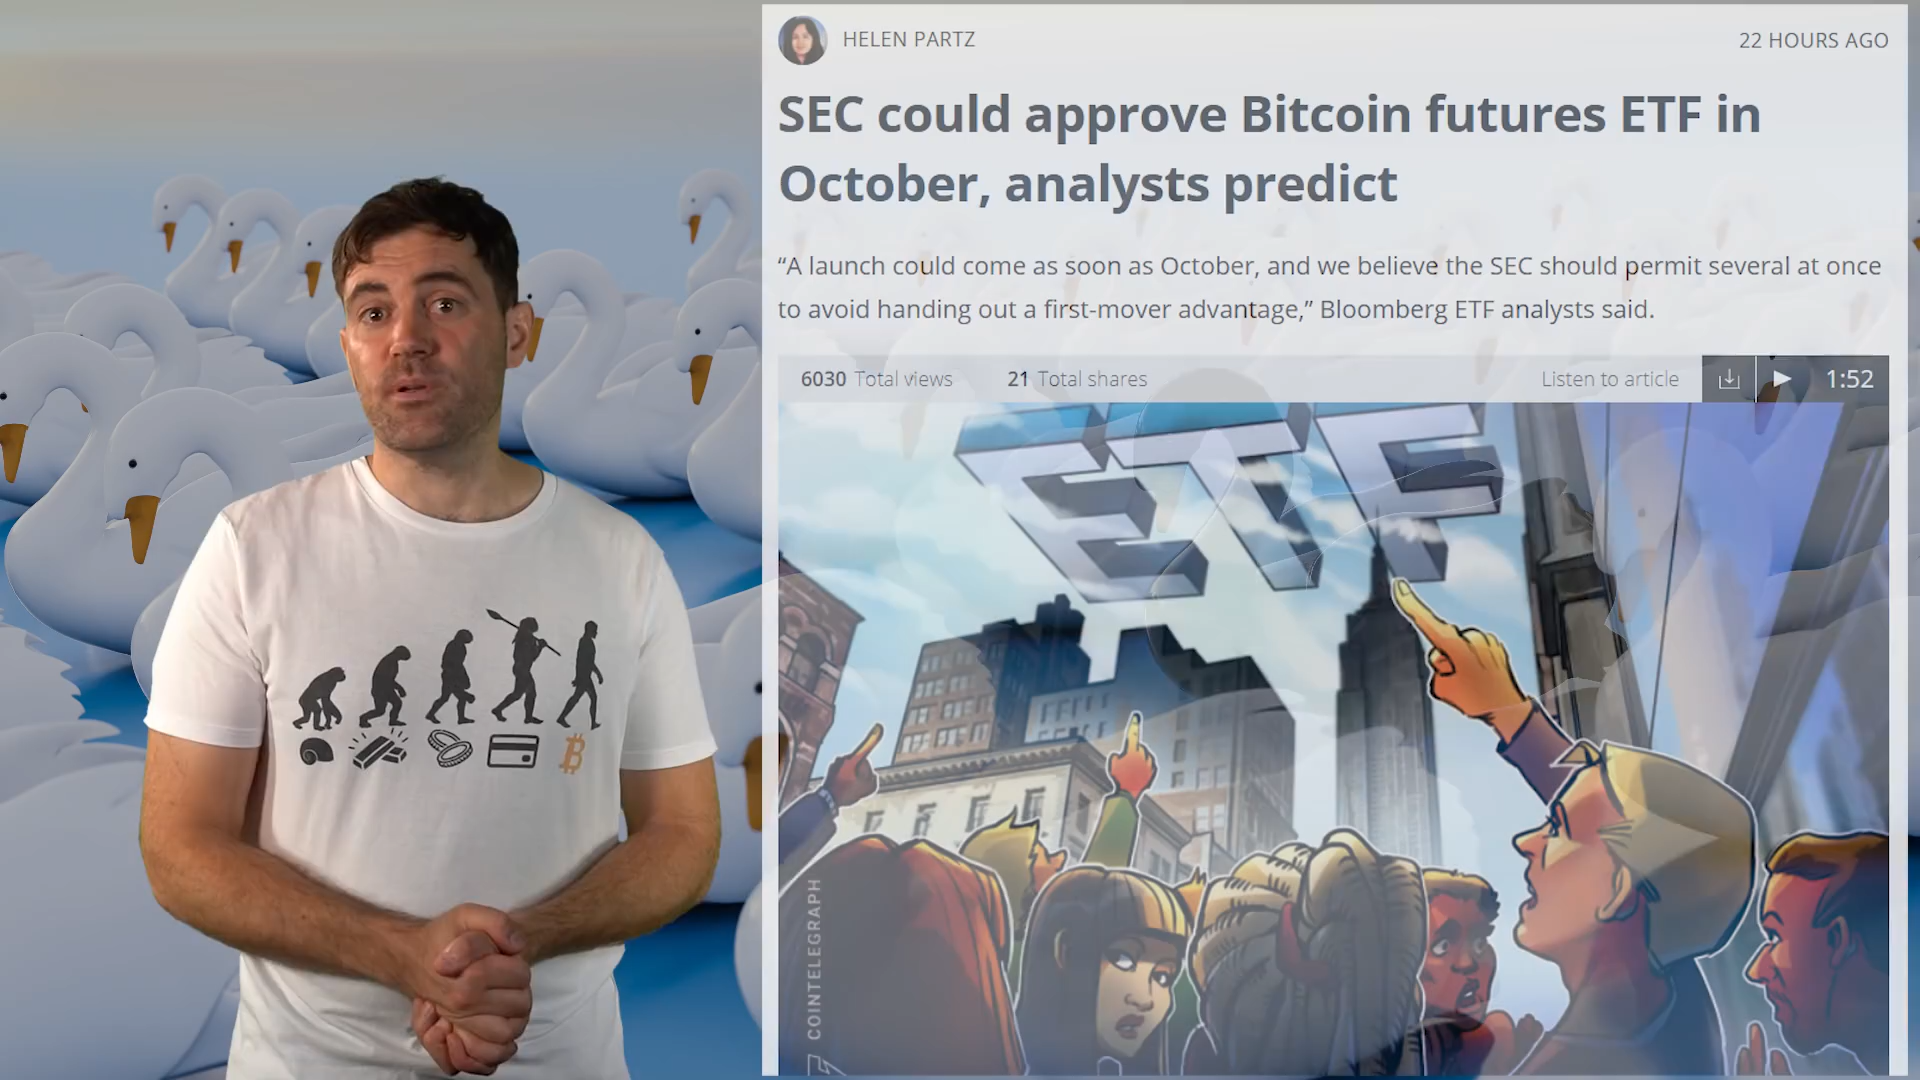 HELEN PARTZ
22 HOURS AGO
SEC could approve Bitcoin futures ETF in
October, analysts predict
“A launch could come as soon as October, and we believe the SEC should permit several at once
to avoid handing out a first-mover advantage,” Bloomberg ETF analysts said.
6030 Total views
21 Total shares
Listen to article
1:52
ETF
COINTELEGRAPH